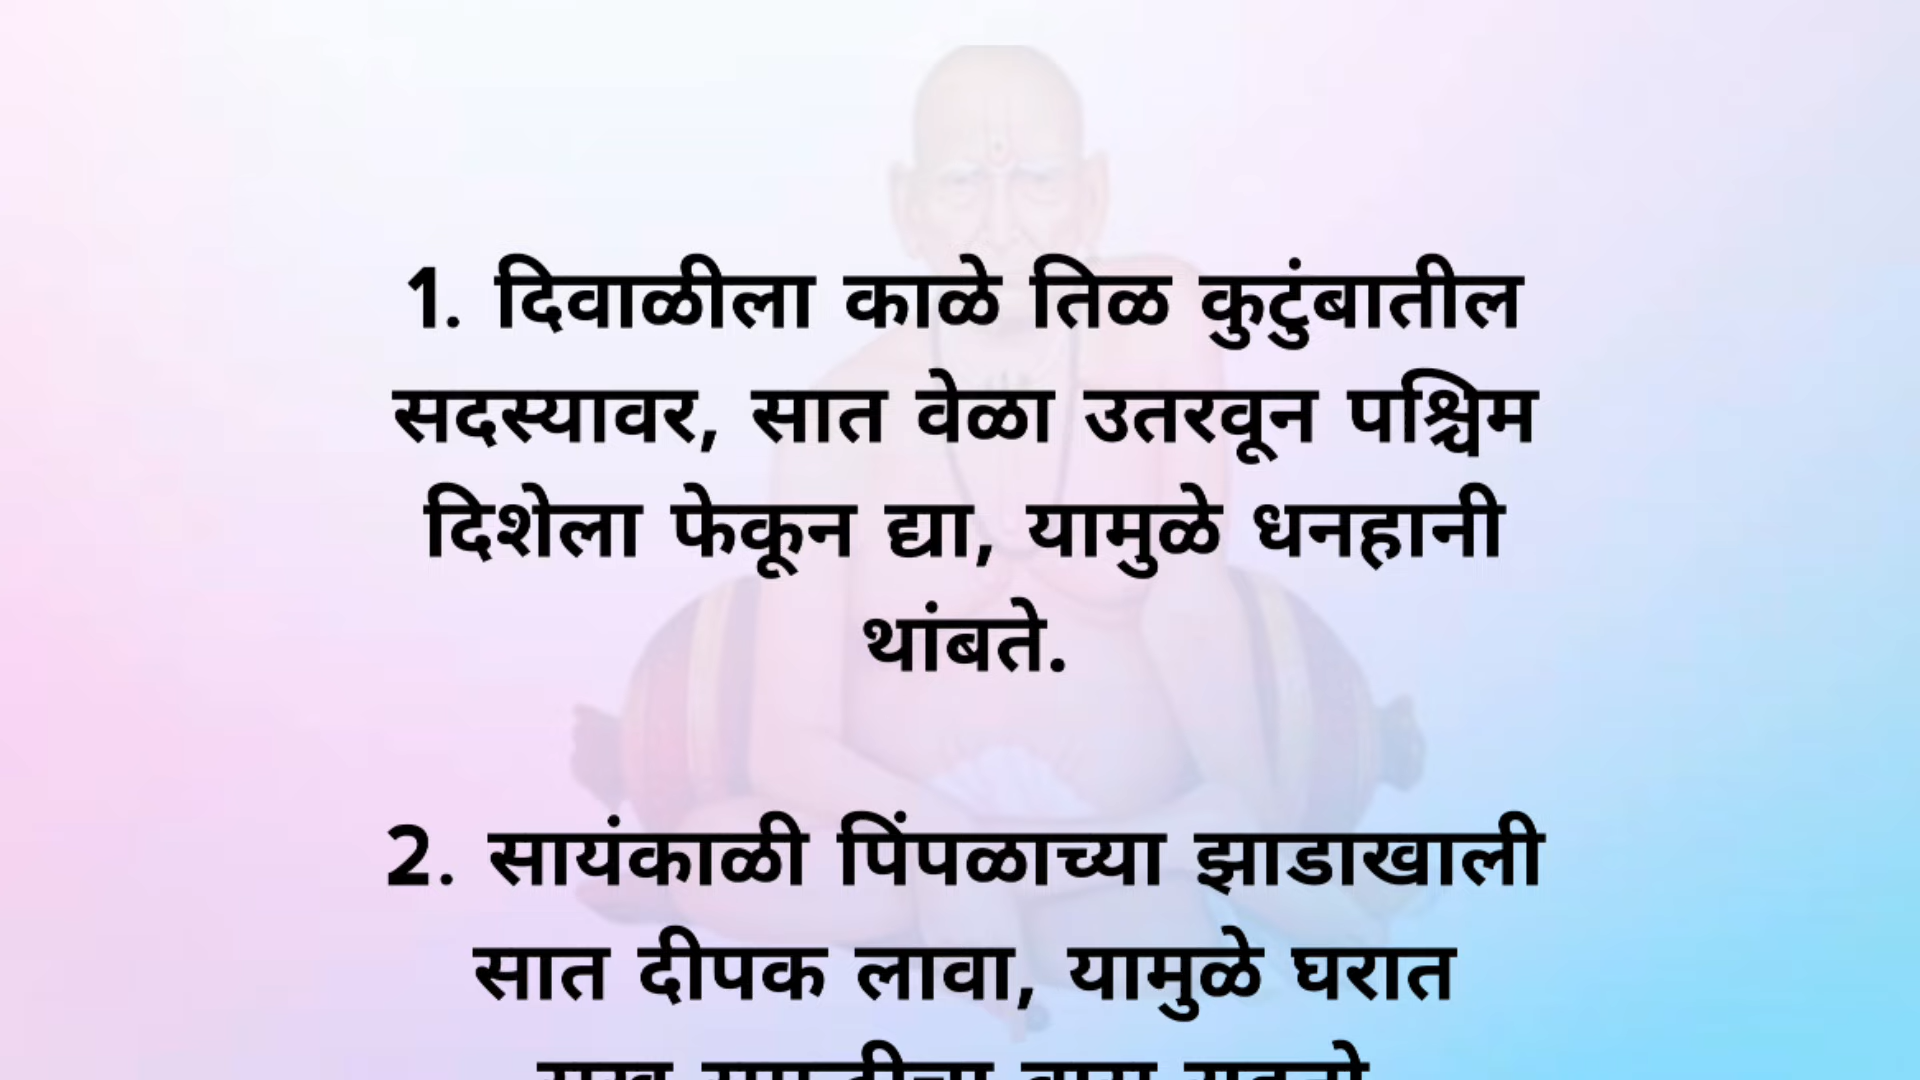 1. दिवाळीला काळे तिळ कुटुंबातील
सदस्यावर, सात वेळा उतरवून पश्चिम
दिशेला फेकून द्या, यामुळे धनहानी
थांबते.
2. सायंकाळी पिंपळाच्या झाडाखाली
सात दीपक लावा, यामुळे घरात